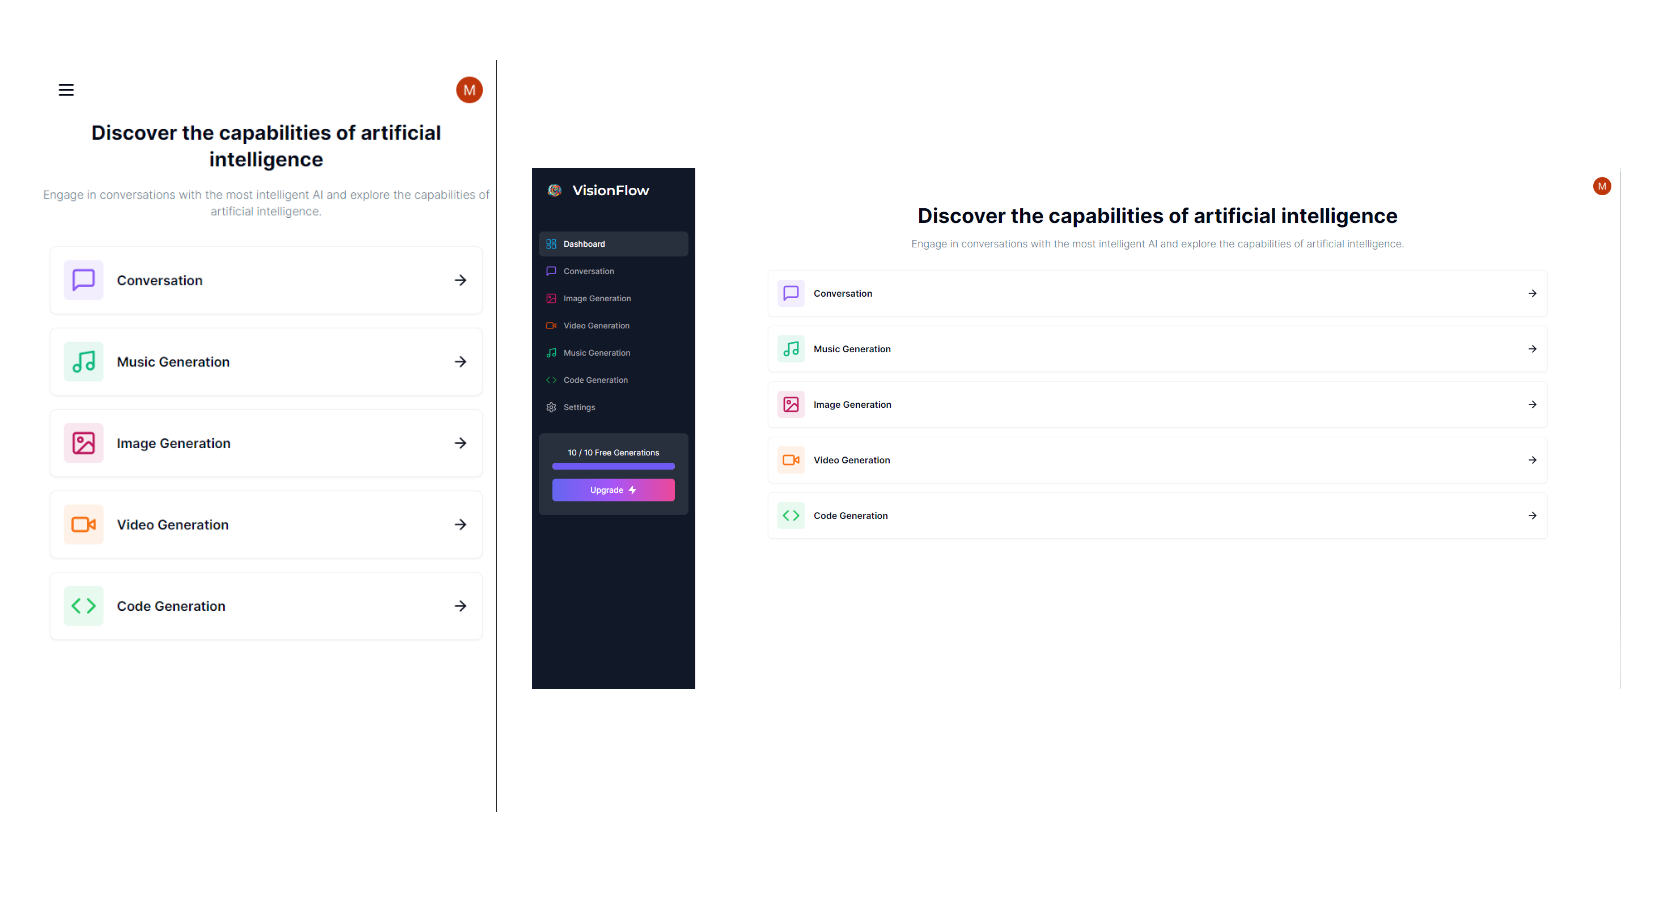 M
Discover the capabilities of artificial
intelligence
Engage in conversations with the most intelligent AI and explore the capabilities of
artificial intelligence.
Conversation
Music Generation
Image Generation
Video Generation
Code Generation
VisionFlow
Dashboard
Conversation
Image Generation
Video Generation
Music Generation
Code Generation
Settings
10 / 10 Free Generations
Upgrade
M
Discover the capabilities of artificial intelligence
Engage in conversations with the most intelligent AI and explore the capabilities of artificial intelligence.
Conversation
Music Generation
Image Generation
Video Generation
Code Generation